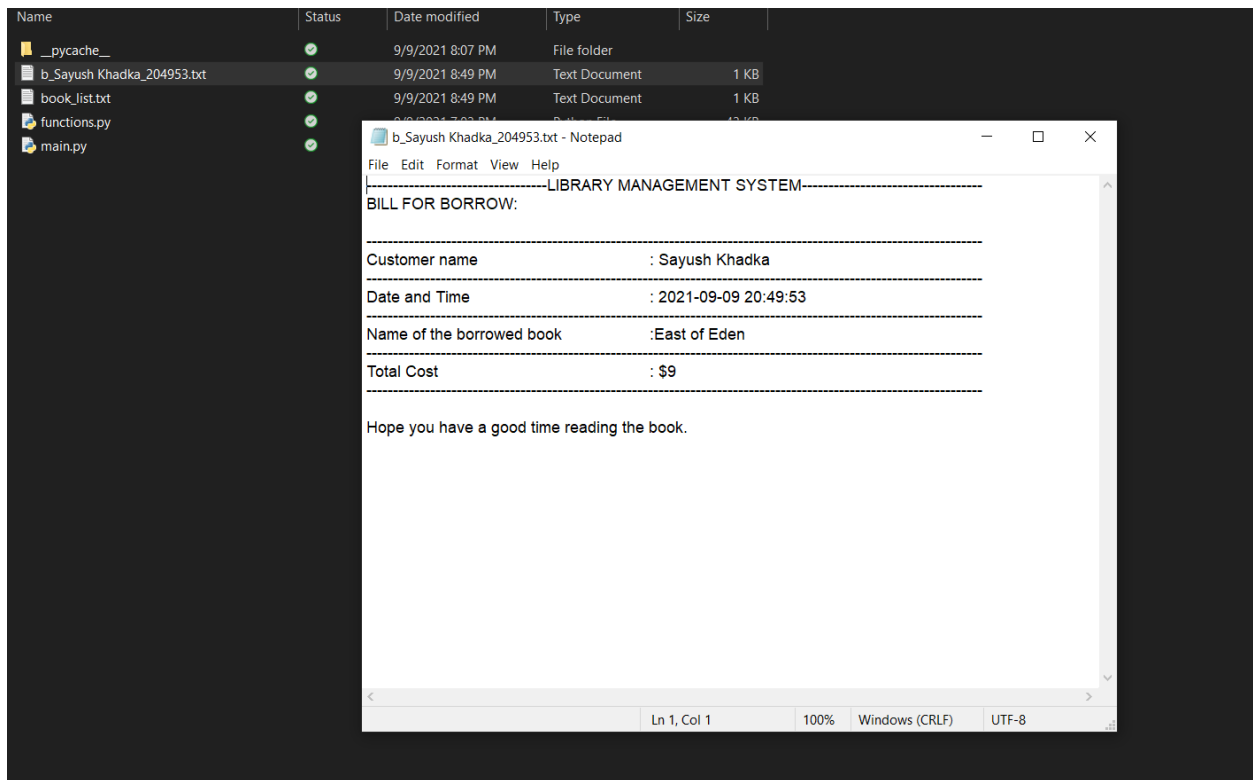 Name Status Date modified Type Size
__pycache__ 9/9/2021 8:07 PM File folder
b_Sayush Khadka_204953.txt 9/9/2021 8:49 PM Text Document 1 KB
book_list.txt 9/9/2021 8:49 PM Text Document 1 KB
functions.py
main.py
b_Sayush Khadka_204953.txt - Notepad
File Edit Format View Help
----------------------------------LIBRARY MANAGEMENT SYSTEM----------------------------------
BILL FOR BORROW:
--------------------------------------------------------------------------------------------------------------------
Customer name : Sayush Khadka
--------------------------------------------------------------------------------------------------------------------
Date and Time : 2021-09-09 20:49:53
--------------------------------------------------------------------------------------------------------------------
Name of the borrowed book :East of Eden
--------------------------------------------------------------------------------------------------------------------
Total Cost : $9
--------------------------------------------------------------------------------------------------------------------
Hope you have a good time reading the book.
Ln 1, Col 1 100% Windows (CRLF) UTF-8